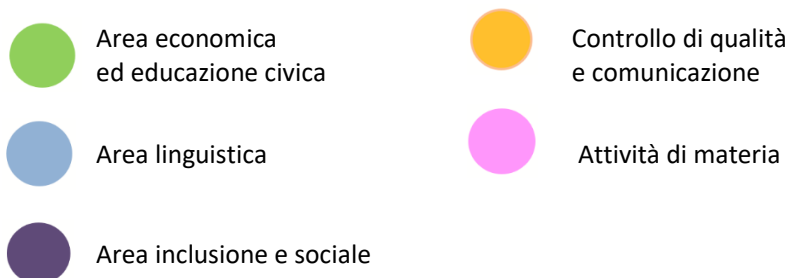 Area economica
ed educazione civica
Controllo di qualità
e comunicazione
Area linguistica
Attività di materia
Area inclusione e sociale